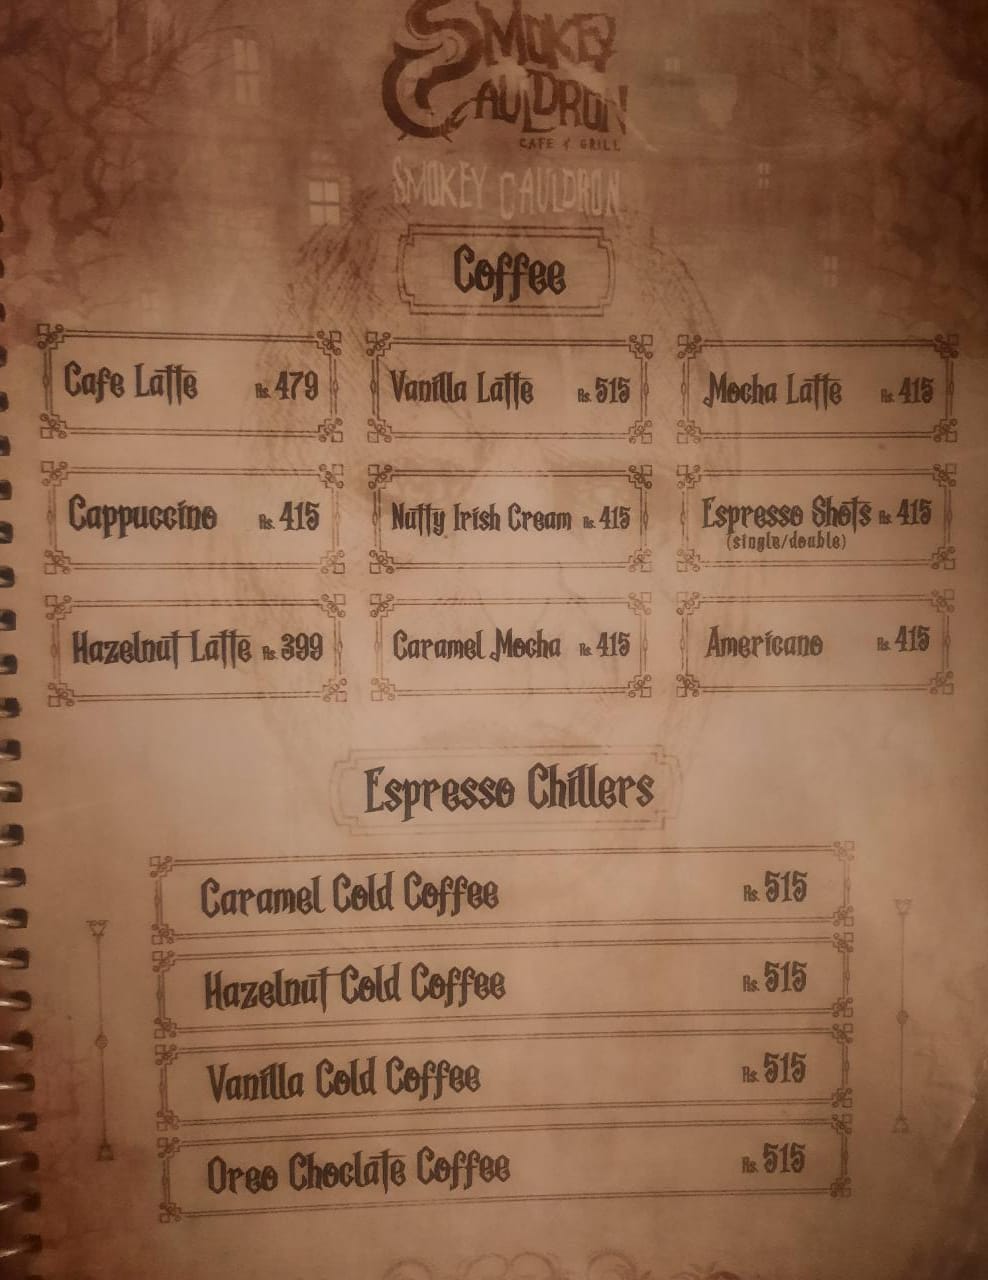 SMOKEY
CAULDRON
CAFE & GRILL
SMOKEY CAULDRON
Coffee
Cafe Latte Rs. 479
Vanilla Latte Rs. 515
Mocha Latte Rs. 415
Cappuccino Rs. 415
Nutty Irish Cream Rs. 415
Espresso Shots Rs. 415
(single/double)
Hazelnut Latte Rs. 399
Caramel Mocha Rs. 415
Americano Rs. 415
Espresso Chillers
Caramel Cold Coffee Rs. 515
Hazelnut Cold Coffee Rs. 515
Vanilla Cold Coffee Rs. 515
Oreo Choclate Coffee Rs. 515